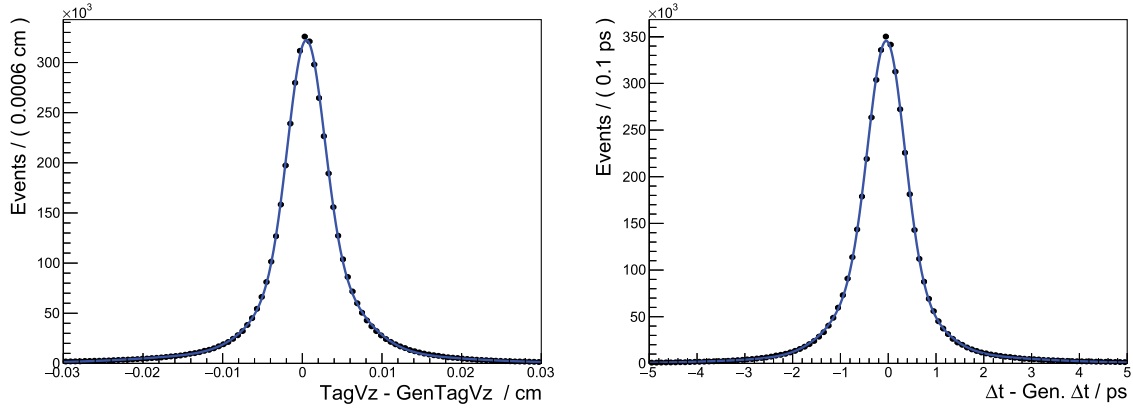 ×10³
Events / ( 0.0006 cm )
300
250
200
150
100
50
0
−0.03 −0.02 −0.01 0 0.01 0.02 0.03
TagVz - GenTagVz / cm
×10³
Events / ( 0.1 ps )
350
300
250
200
150
100
50
0
−5 −4 −3 −2 −1 0 1 2 3 4 5
Δt - Gen. Δt / ps